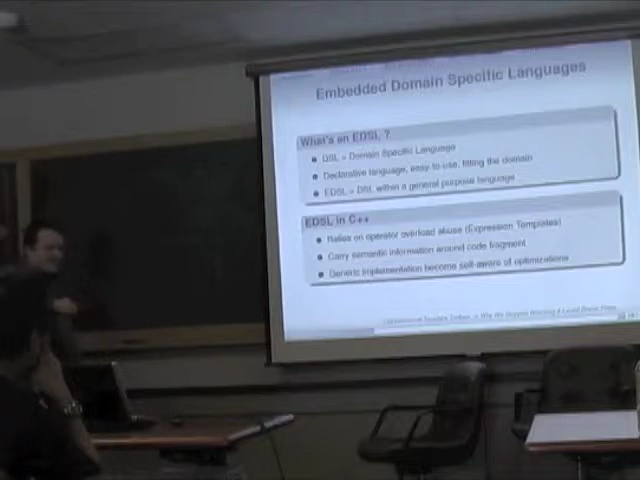 Embedded Domain Specific Languages
What's an EDSL ?
DSL = Domain Specific Language
Declarative language, easy-to-use, fitting the domain
EDSL = DSL within a general purpose language
EDSL in C++
Relies on operator overload abuse (Expression Templates)
Carry semantic information around code fragment
Generic implementation become self-aware of optimizations